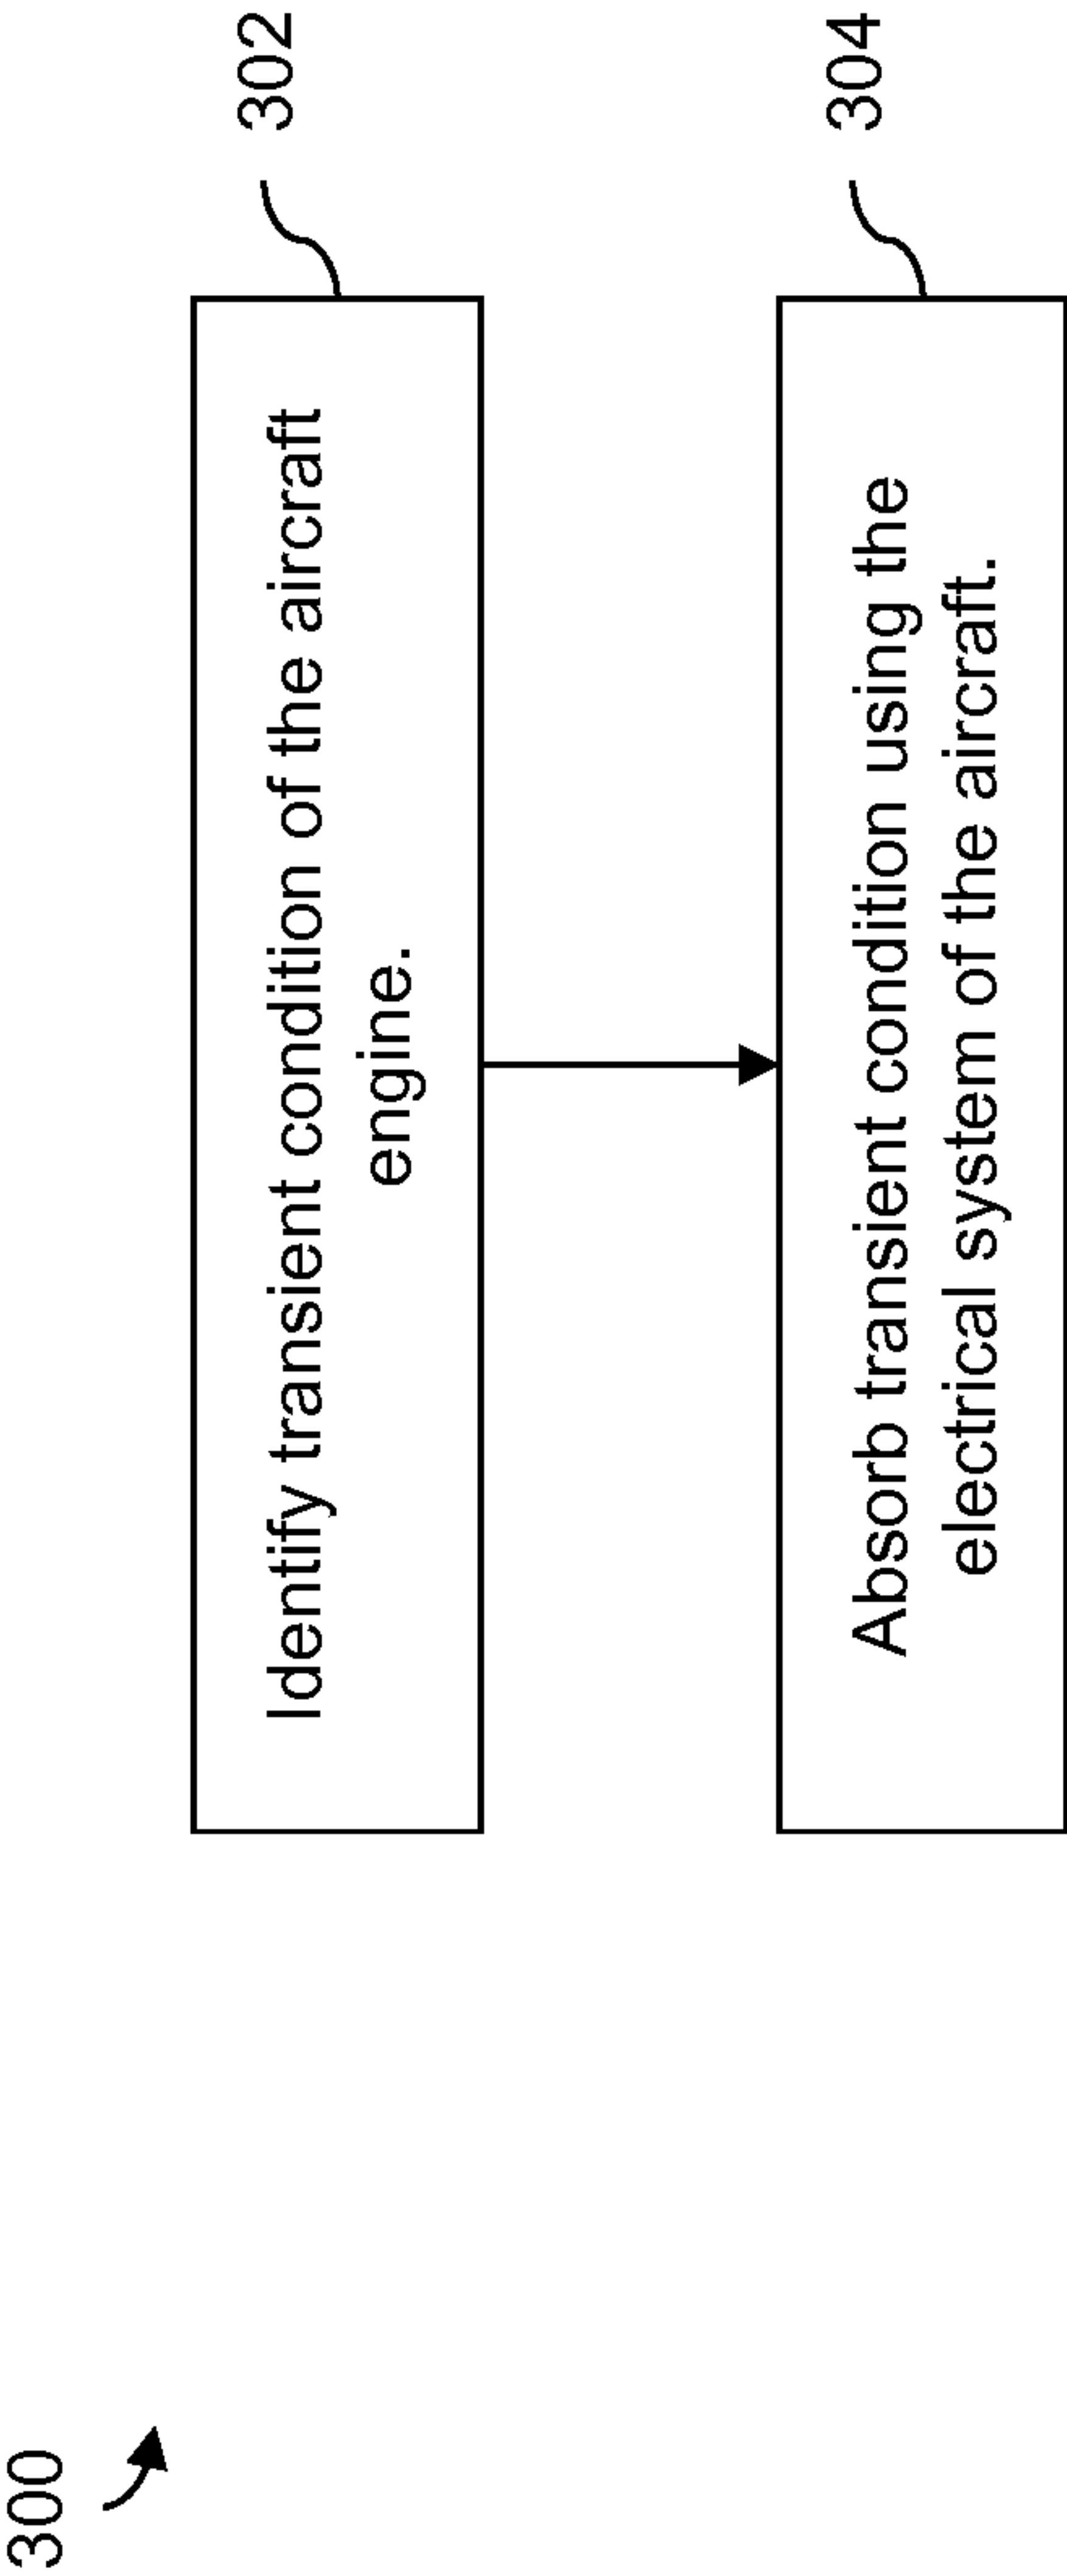 300
302
Identify transient condition of the aircraft
engine.
304
Absorb transient condition using the
electrical system of the aircraft.